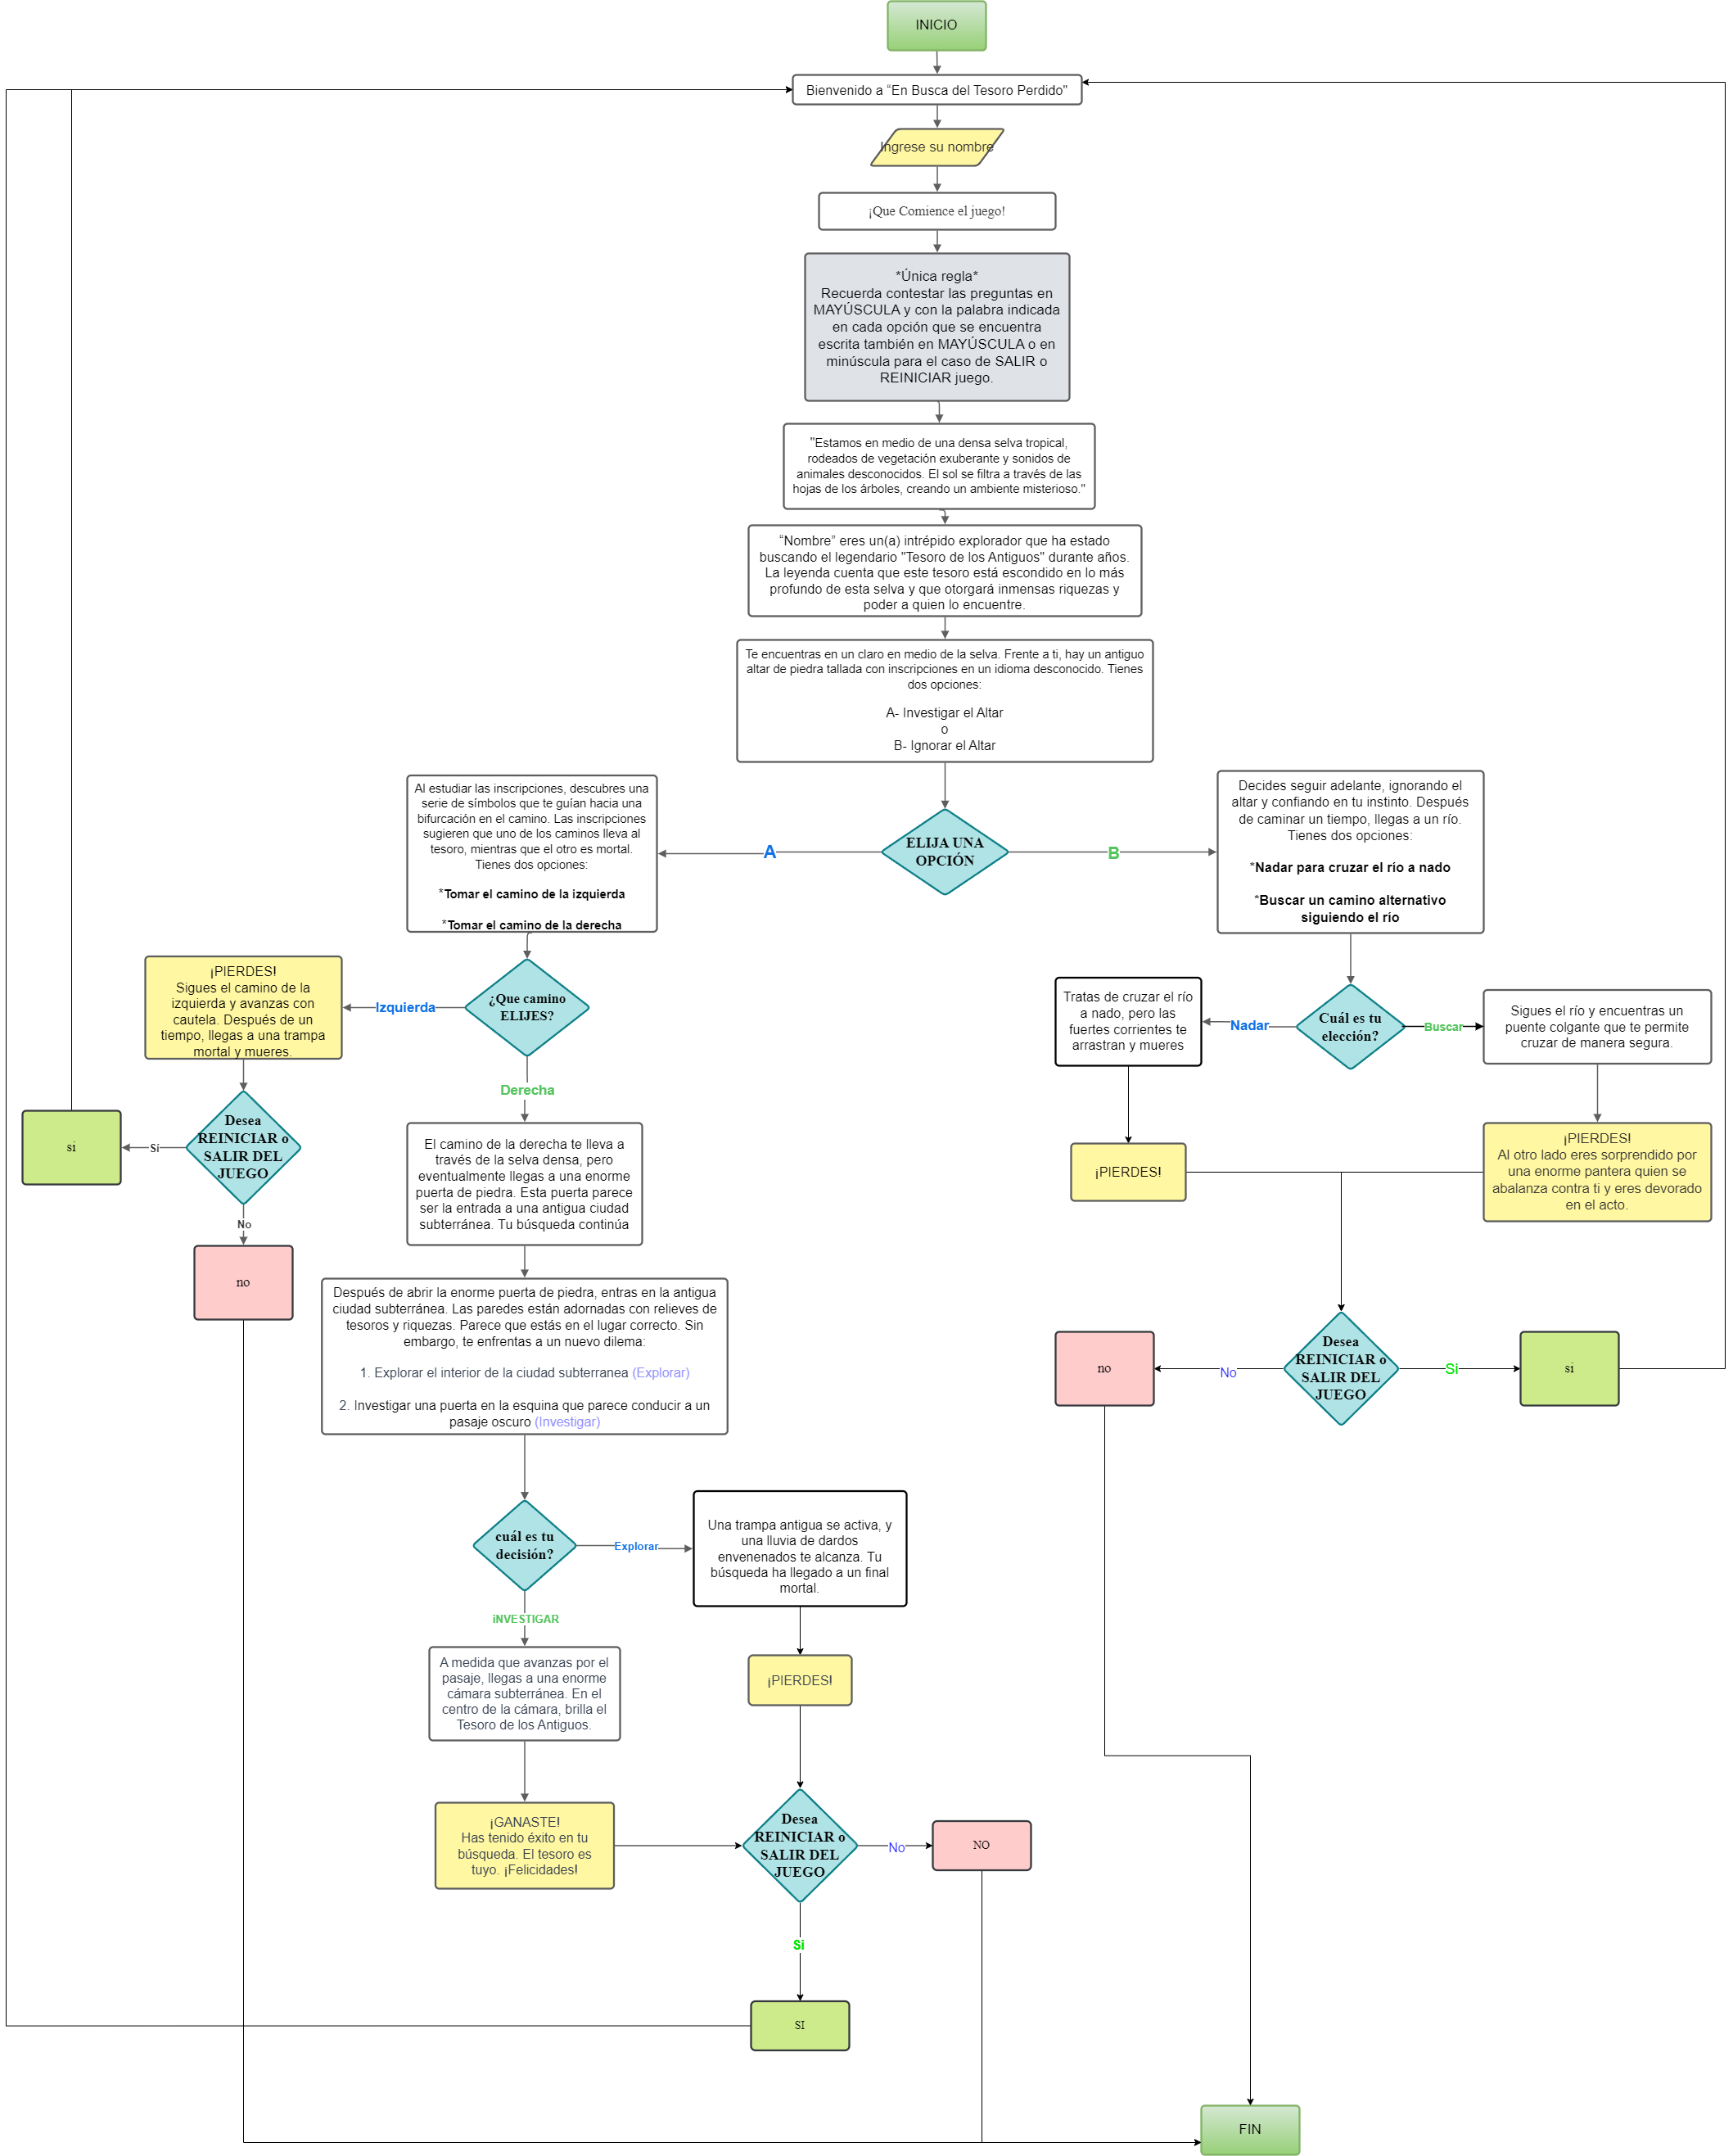 INICIO
Bienvenido a “En Busca del Tesoro Perdido"
Ingrese su nombre
¡Que Comience el juego!
*Única regla*
Recuerda contestar las preguntas en
MAYÚSCULA y con la palabra indicada
en cada opción que se encuentra
escrita también en MAYÚSCULA o en
minúscula para el caso de SALIR o
REINICIAR juego.
"Estamos en medio de una densa selva tropical,
rodeados de vegetación exuberante y sonidos de
animales desconocidos. El sol se filtra a través de las
hojas de los árboles, creando un ambiente misterioso."
“Nombre” eres un(a) intrépido explorador que ha estado
buscando el legendario "Tesoro de los Antiguos" durante años.
La leyenda cuenta que este tesoro está escondido en lo más
profundo de esta selva y que otorgará inmensas riquezas y
poder a quien lo encuentre.
Te encuentras en un claro en medio de la selva. Frente a ti, hay un antiguo
altar de piedra tallada con inscripciones en un idioma desconocido. Tienes
dos opciones:
A- Investigar el Altar
o
B- Ignorar el Altar
ELIJA UNA
OPCIÓN
A
B
Al estudiar las inscripciones, descubres una
serie de símbolos que te guían hacia una
bifurcación en el camino. Las inscripciones
sugieren que uno de los caminos lleva al
tesoro, mientras que el otro es mortal.
Tienes dos opciones:
*Tomar el camino de la izquierda
*Tomar el camino de la derecha
Decides seguir adelante, ignorando el
altar y confiando en tu instinto. Después
de caminar un tiempo, llegas a un río.
Tienes dos opciones:
*Nadar para cruzar el río a nado
*Buscar un camino alternativo
siguiendo el río
¿Que camino
ELIJES?
Izquierda
Derecha
¡PIERDES!
Sigues el camino de la
izquierda y avanzas con
cautela. Después de un
tiempo, llegas a una trampa
mortal y mueres.
Desea
REINICIAR o
SALIR DEL
JUEGO
Si
si
No
no
Cuál es tu
elección?
Nadar
Buscar
Tratas de cruzar el río
a nado, pero las
fuertes corrientes te
arrastran y mueres
Sigues el río y encuentras un
puente colgante que te permite
cruzar de manera segura.
¡PIERDES!
¡PIERDES!
Al otro lado eres sorprendido por
una enorme pantera quien se
abalanza contra ti y eres devorado
en el acto.
Desea
REINICIAR o
SALIR DEL
JUEGO
No
no
Si
si
El camino de la derecha te lleva a
través de la selva densa, pero
eventualmente llegas a una enorme
puerta de piedra. Esta puerta parece
ser la entrada a una antigua ciudad
subterránea. Tu búsqueda continúa
Después de abrir la enorme puerta de piedra, entras en la antigua
ciudad subterránea. Las paredes están adornadas con relieves de
tesoros y riquezas. Parece que estás en el lugar correcto. Sin
embargo, te enfrentas a un nuevo dilema:
1. Explorar el interior de la ciudad subterranea (Explorar)
2. Investigar una puerta en la esquina que parece conducir a un
pasaje oscuro (Investigar)
cuál es tu
decisión?
Explorar
iNVESTIGAR
Una trampa antigua se activa, y
una lluvia de dardos
envenenados te alcanza. Tu
búsqueda ha llegado a un final
mortal.
¡PIERDES!
A medida que avanzas por el
pasaje, llegas a una enorme
cámara subterránea. En el
centro de la cámara, brilla el
Tesoro de los Antiguos.
¡GANASTE!
Has tenido éxito en tu
búsqueda. El tesoro es
tuyo. ¡Felicidades!
Desea
REINICIAR o
SALIR DEL
JUEGO
No
NO
Si
SI
FIN